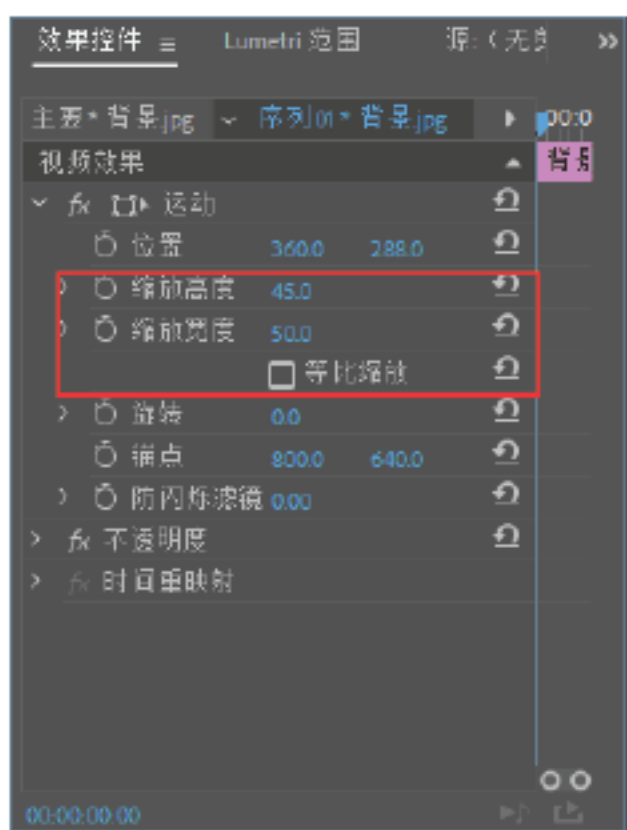 效果控件 Lumetri 范围 源:（无剪
主要*背景.jpg 序列01*背景.jpg 00:0
视频效果 背景
fx 运动
位置 360.0 288.0
缩放高度 45.0
缩放宽度 50.0
等比缩放
旋转 0.0
锚点 800.0 640.0
防闪烁滤镜 0.00
fx 不透明度
fx 时间重映射
00:00:00:00